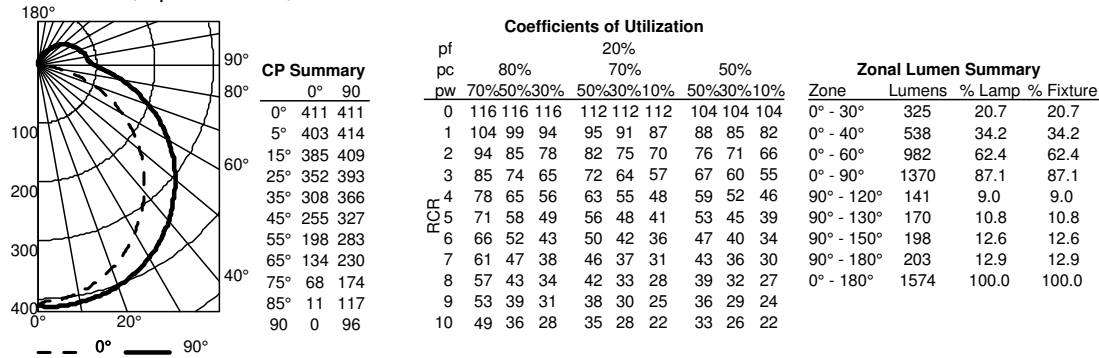 180°
90°
80°
60°
40°
20°
0°
100
200
300
400
0° 90°
CP Summary
0° 90
0° 411 411
5° 403 414
15° 385 409
25° 352 393
35° 308 366
45° 255 327
55° 198 283
65° 134 230
75° 68 174
85° 11 117
90 0 96
Coefficients of Utilization
pf 20%
pc 80% 70% 50%
pw 70%50%30% 50%30%10% 50%30%10%
RCR
0 116 116 116 112 112 112 104 104 104
1 104 99 94 95 91 87 88 85 82
2 94 85 78 82 75 70 76 71 66
3 85 74 65 72 64 57 67 60 55
4 78 65 56 63 55 48 59 52 46
5 71 58 49 56 48 41 53 45 39
6 66 52 43 50 42 36 47 40 34
7 61 47 38 46 37 31 43 36 30
8 57 43 34 42 33 28 39 32 27
9 53 39 31 38 30 25 36 29 24
10 49 36 28 35 28 22 33 26 22
Zonal Lumen Summary
Zone Lumens % Lamp % Fixture
0° - 30° 325 20.7 20.7
0° - 40° 538 34.2 34.2
0° - 60° 982 62.4 62.4
0° - 90° 1370 87.1 87.1
90° - 120° 141 9.0 9.0
90° - 130° 170 10.8 10.8
90° - 150° 198 12.6 12.6
90° - 180° 203 12.9 12.9
0° - 180° 1574 100.0 100.0